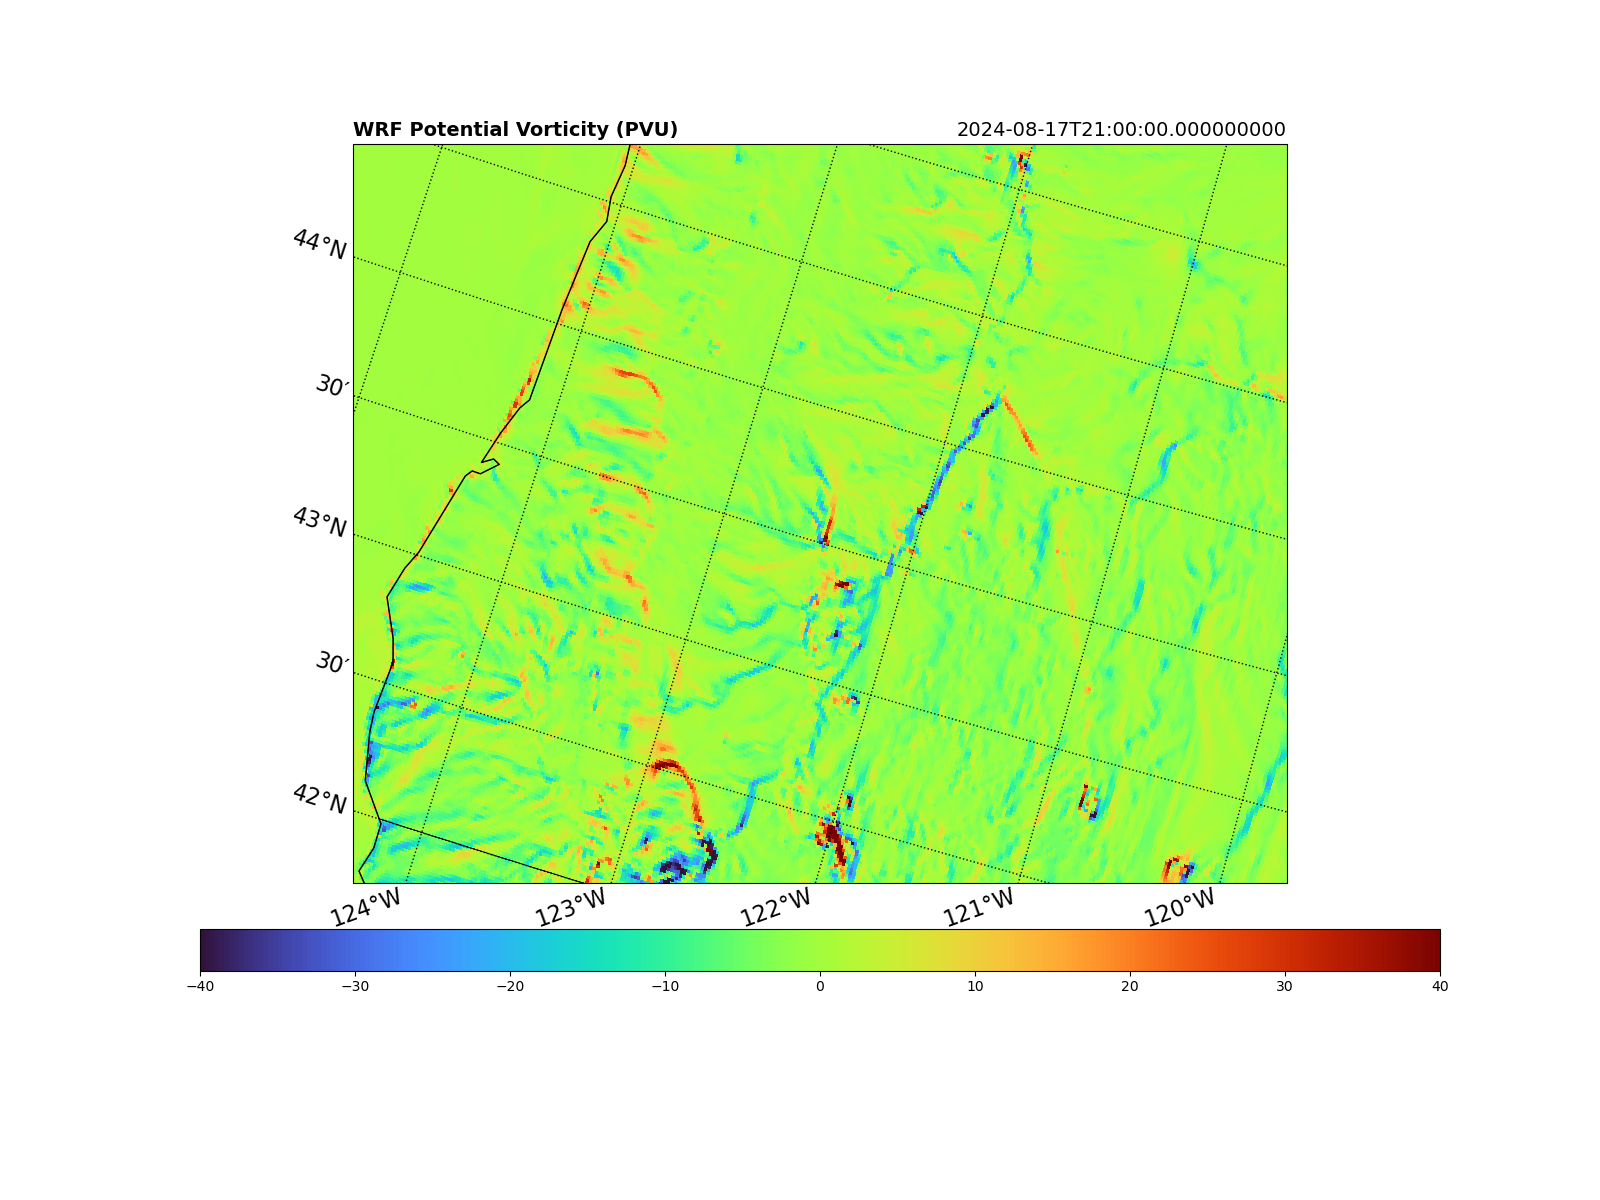 WRF Potential Vorticity (PVU)
2024-08-17T21:00:00.000000000
44°N
30′
43°N
30′
42°N
124°W
123°W
122°W
121°W
120°W
−40
−30
−20
−10
0
10
20
30
40